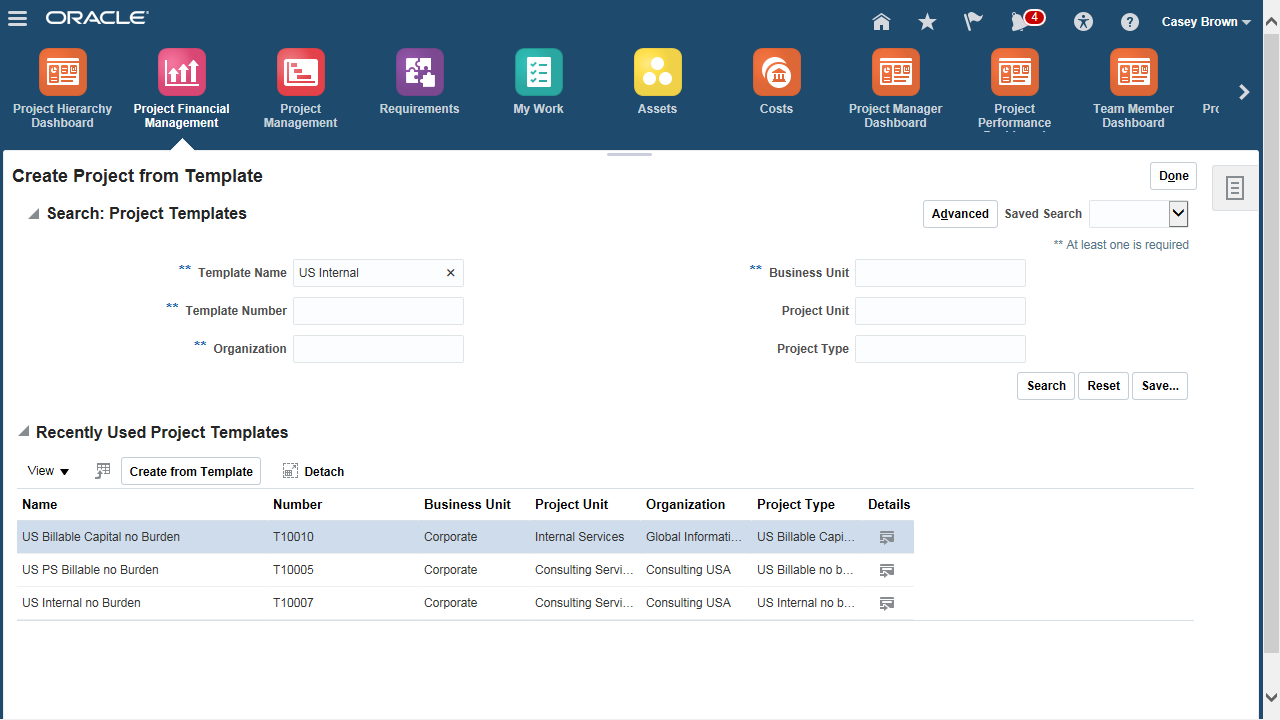 ORACLE
4
Casey Brown
Project Hierarchy
Dashboard
Project Financial
Management
Project
Management
Requirements
My Work
Assets
Costs
Project Manager
Dashboard
Project
Performance
Team Member
Dashboard
Pro
Create Project from Template
Done
Search: Project Templates
Advanced
Saved Search
** At least one is required
** Template Name
US Internal
** Business Unit
** Template Number
Project Unit
** Organization
Project Type
Search
Reset
Save...
Recently Used Project Templates
View
Create from Template
Detach
Name Number Business Unit Project Unit Organization Project Type Details
US Billable Capital no Burden T10010 Corporate Internal Services Global Informati... US Billable Capi...
US PS Billable no Burden T10005 Corporate Consulting Servi... Consulting USA US Billable no b...
US Internal no Burden T10007 Corporate Consulting Servi... Consulting USA US Internal no b...